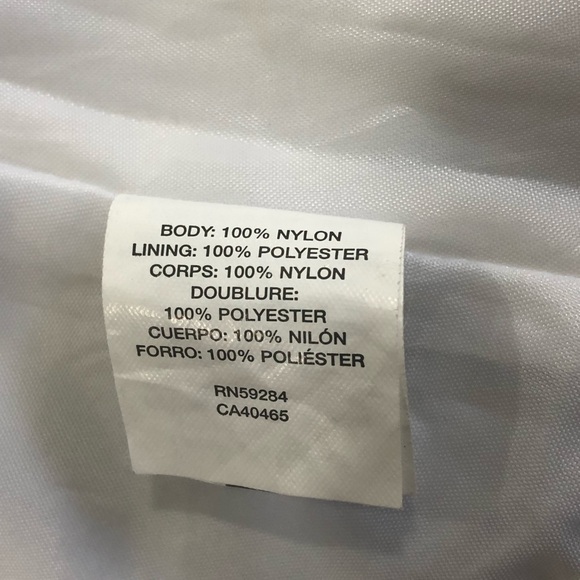 BODY: 100% NYLON
LINING: 100% POLYESTER
CORPS: 100% NYLON
DOUBLURE:
100% POLYESTER
CUERPO: 100% NILÓN
FORRO: 100% POLIÉSTER
RN59284
CA40465